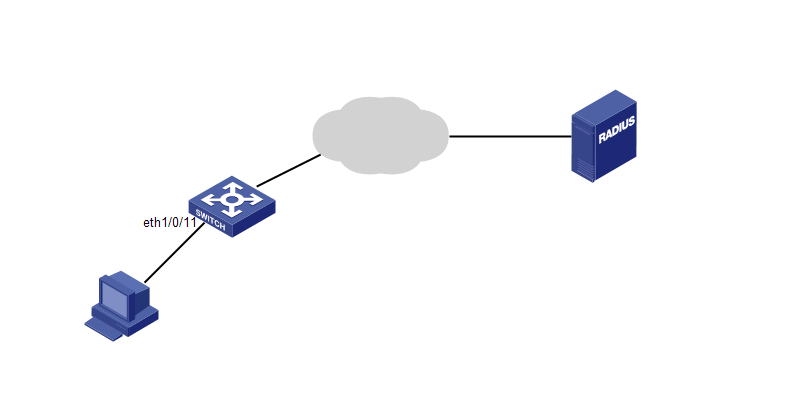 RADIUS
SWITCH
eth1/0/11